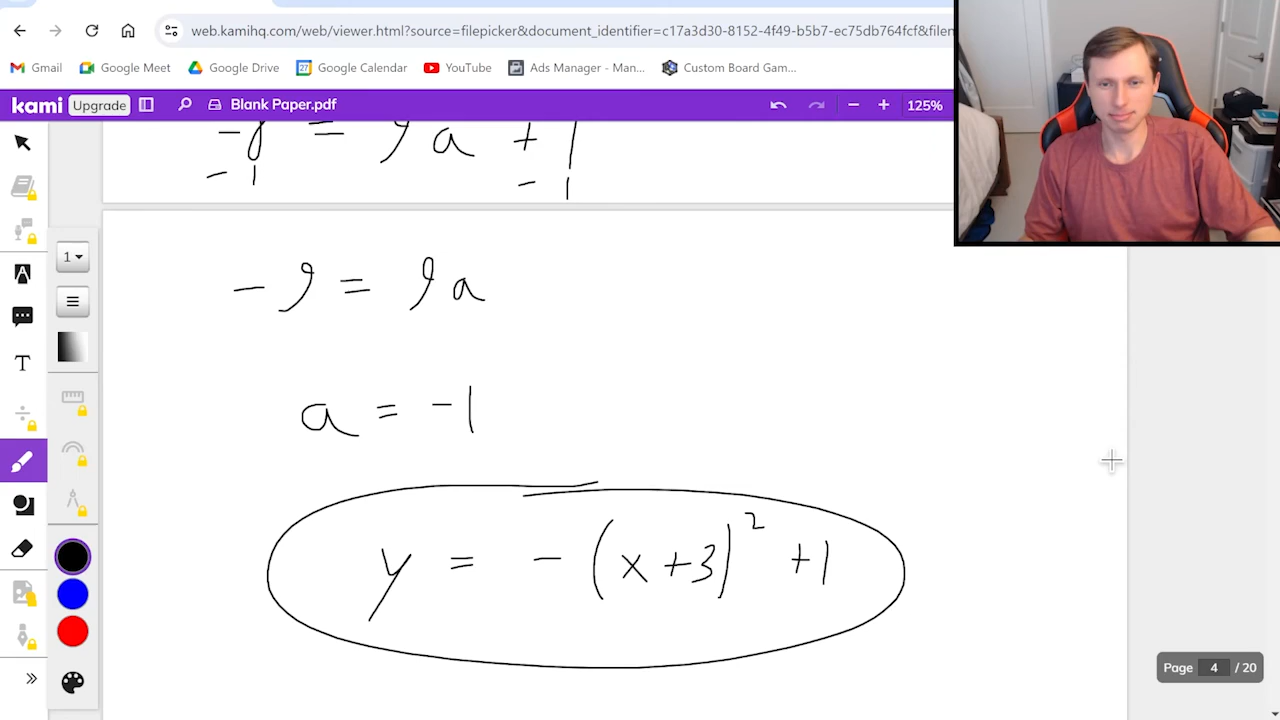 web.kamihq.com/web/viewer.html?source=filepicker&document_identifier=c17a3d30-8152-4f49-b5b7-ec75db764fcf&filen
Gmail Google Meet Google Drive 27 Google Calendar YouTube Ads Manager - Man... Custom Board Gam...
kami Upgrade Blank Paper.pdf 125%
-8 = 9a + 1
-1 -1
-9 = 9a
a = -1
y = -(x+3)² +1
1
T
Page 4 / 20